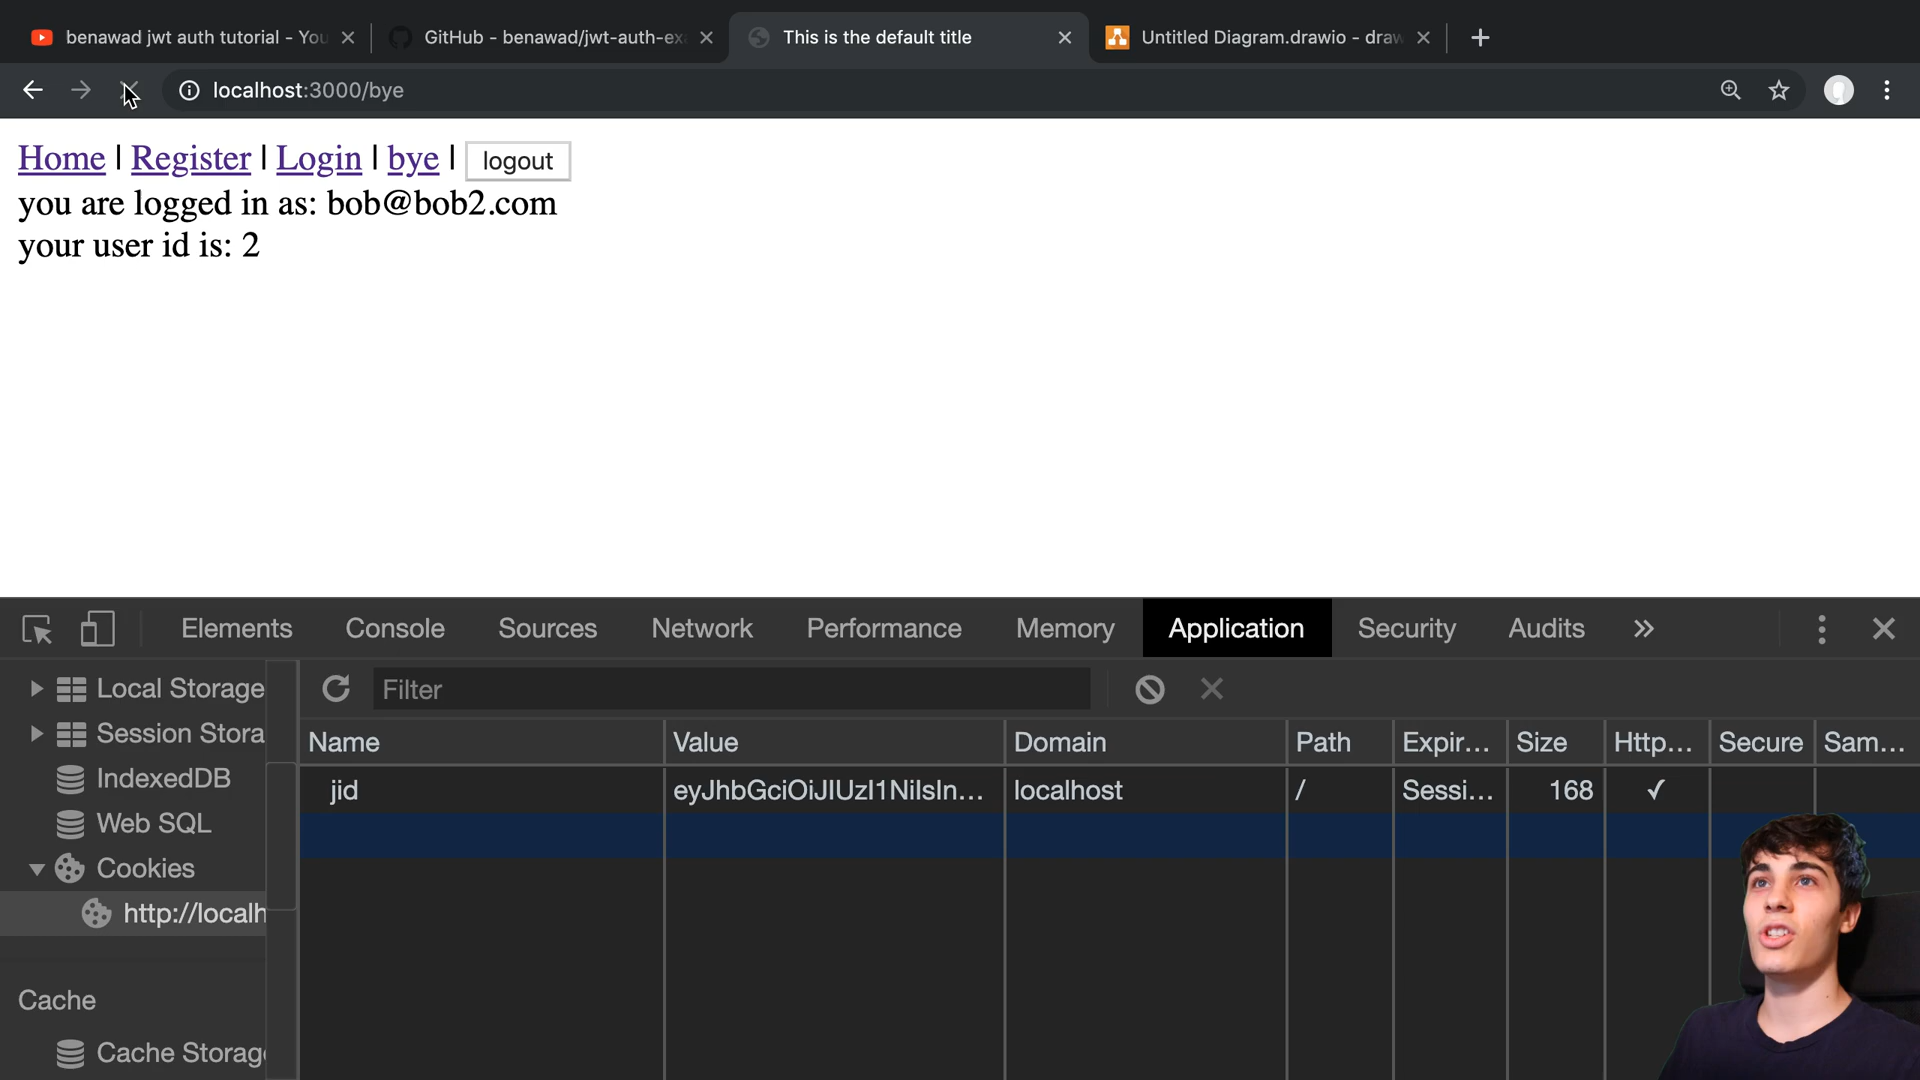 benawad jwt auth tutorial - You
GitHub - benawad/jwt-auth-ex
This is the default title
Untitled Diagram.drawio - draw
localhost:3000/bye
Home | Register | Login | bye | logout
you are logged in as: bob@bob2.com
your user id is: 2
Elements Console Sources Network Performance Memory Application Security Audits
Local Storage
Session Stora
IndexedDB
Web SQL
Cookies
http://localh
Cache
Cache Storag
Filter
Name Value Domain Path Expir... Size Http... Secure Sam...
jid eyJhbGciOiJIUzI1NiIsIn... localhost / Sessi... 168 ✓